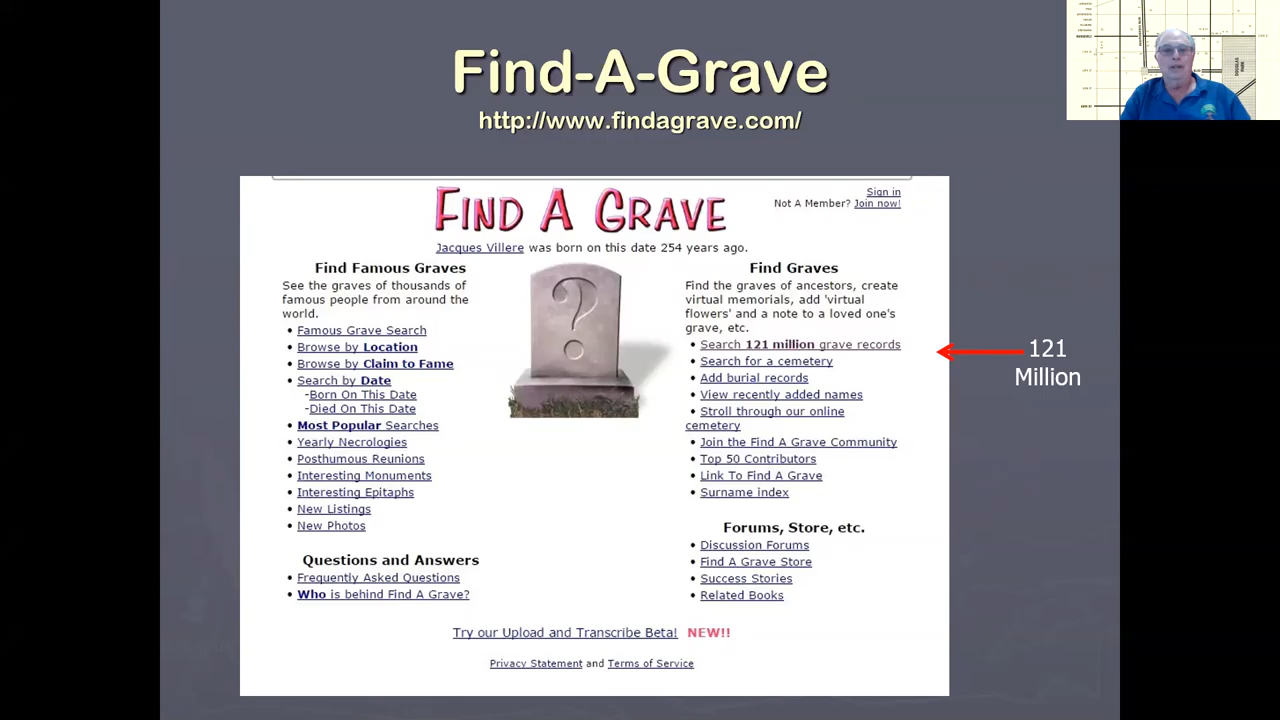 Find-A-Grave
http://www.findagrave.com/
FIND A GRAVE
Sign in
Not A Member? Join now!
Jacques Villere was born on this date 254 years ago.
Find Famous Graves
See the graves of thousands of
famous people from around the
world.
• Famous Grave Search
• Browse by Location
• Browse by Claim to Fame
• Search by Date
-Born On This Date
-Died On This Date
• Most Popular Searches
• Yearly Necrologies
• Posthumous Reunions
• Interesting Monuments
• Interesting Epitaphs
• New Listings
• New Photos
Questions and Answers
• Frequently Asked Questions
• Who is behind Find A Grave?
?
Find Graves
Find the graves of ancestors, create
virtual memorials, add 'virtual
flowers' and a note to a loved one's
grave, etc.
• Search 121 million grave records
• Search for a cemetery
• Add burial records
• View recently added names
• Stroll through our online
cemetery
• Join the Find A Grave Community
• Top 50 Contributors
• Link To Find A Grave
• Surname index
Forums, Store, etc.
• Discussion Forums
• Find A Grave Store
• Success Stories
• Related Books
121
Million
Try our Upload and Transcribe Beta! NEW!!
Privacy Statement and Terms of Service
DOUGLAS
PARK